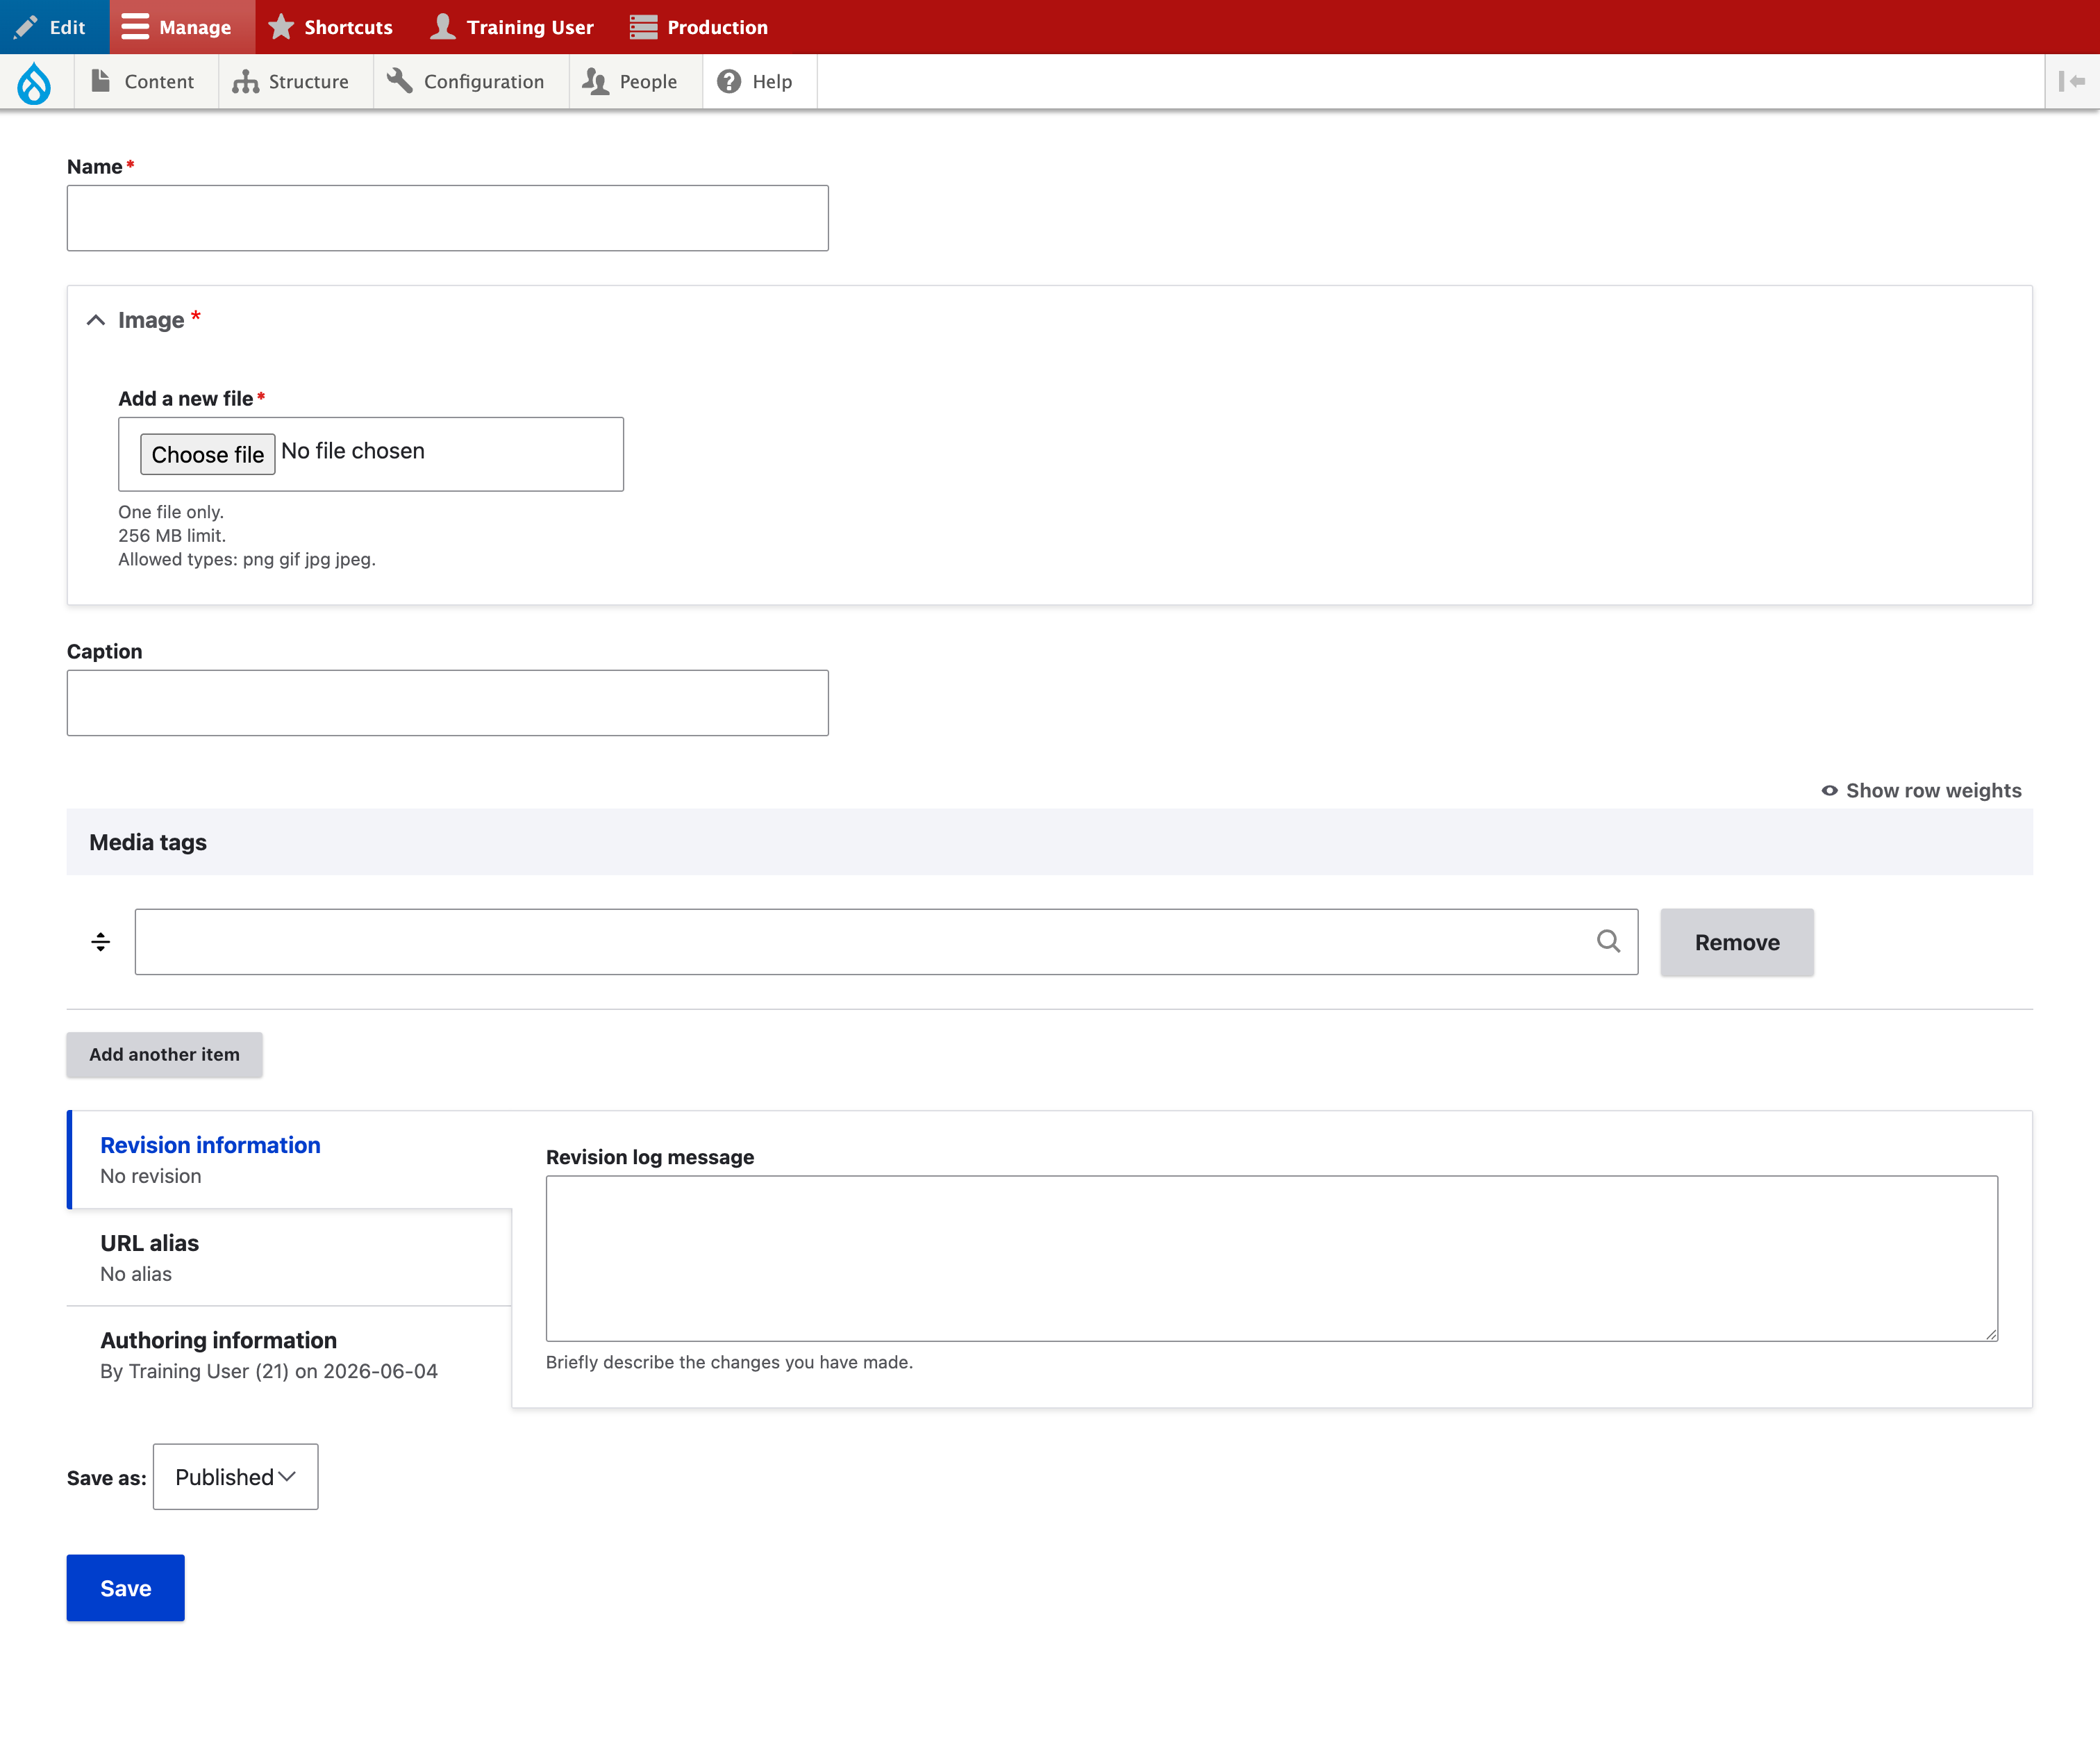 Edit Manage Shortcuts Training User Production
Content Structure Configuration People Help
Name*
Image *
Add a new file*
Choose file No file chosen
One file only.
256 MB limit.
Allowed types: png gif jpg jpeg.
Caption
Show row weights
Media tags
Remove
Add another item
Revision information
No revision
URL alias
No alias
Authoring information
By Training User (21) on 2026-06-04
Revision log message
Briefly describe the changes you have made.
Save as: Published
Save